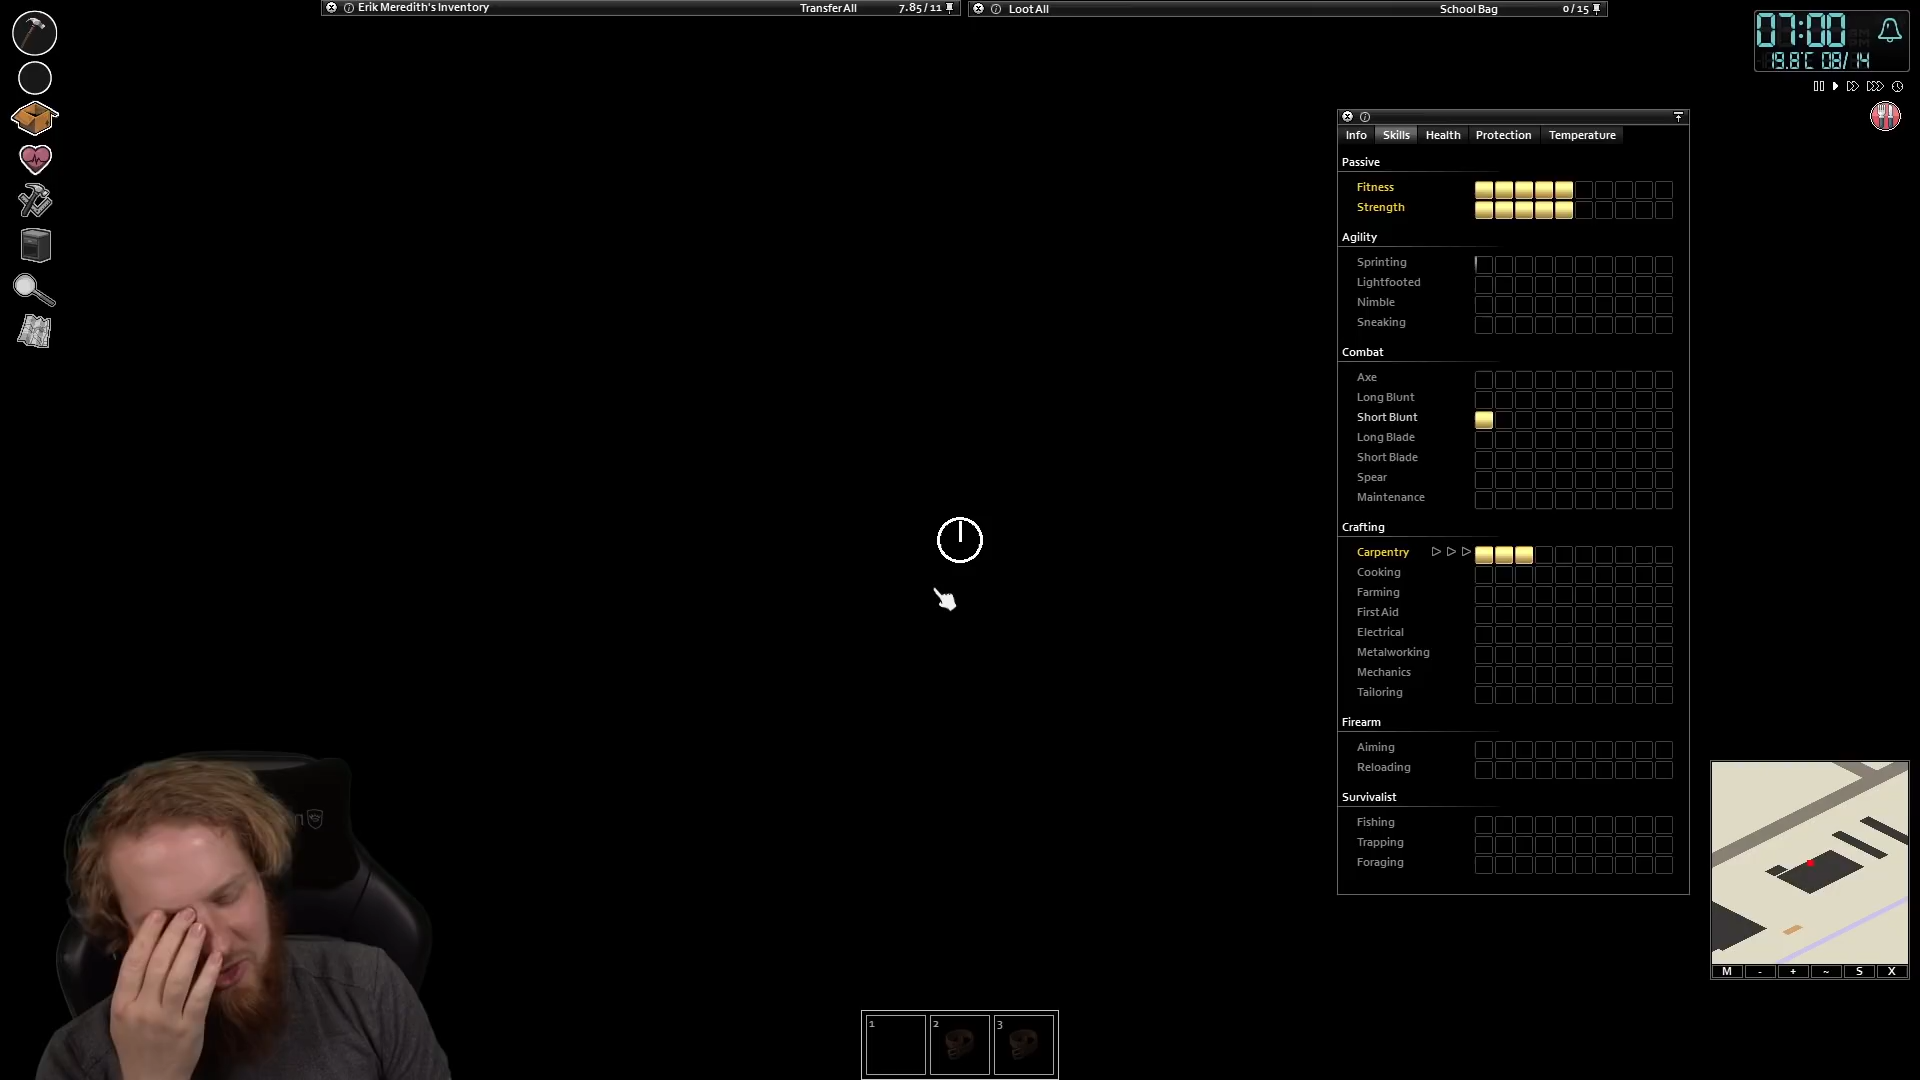 Erik Meredith's Inventory Transfer All 7.85 / 11
Loot All School Bag 0 / 15
07:00
19.8°C 08/14
Info Skills Health Protection Temperature
Passive
Fitness
Strength
Agility
Sprinting
Lightfooted
Nimble
Sneaking
Combat
Axe
Long Blunt
Short Blunt
Long Blade
Short Blade
Spear
Maintenance
Crafting
Carpentry
Cooking
Farming
First Aid
Electrical
Metalworking
Mechanics
Tailoring
Firearm
Aiming
Reloading
Survivalist
Fishing
Trapping
Foraging
M - + ~ S X
1 2 3